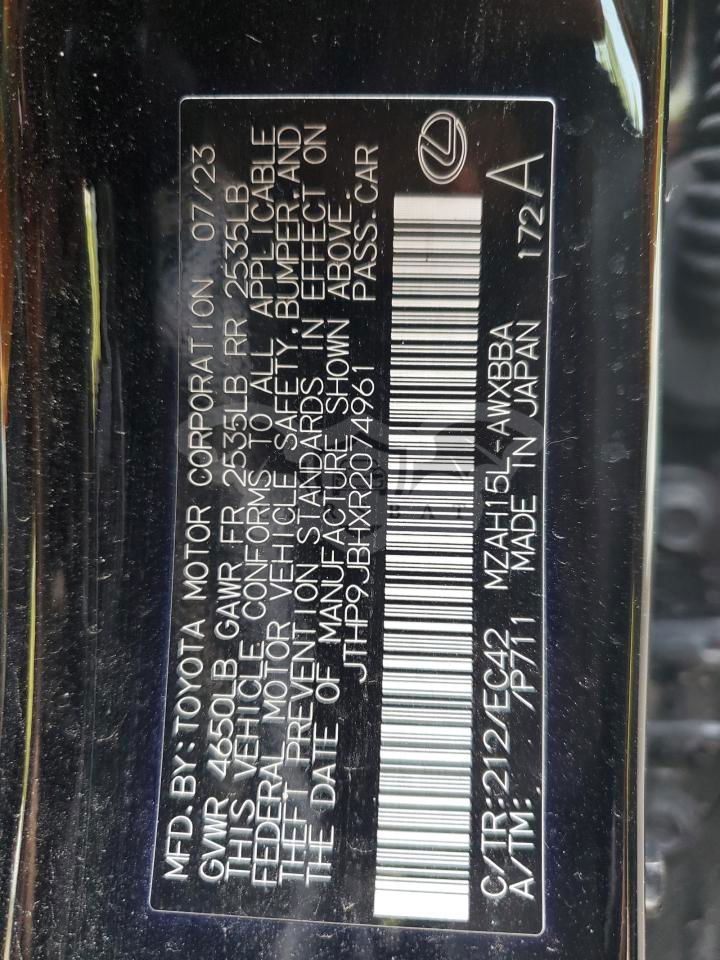 MFD. BY: TOYOTA MOTOR CORPORATION 07/23
GVWR 4650LB GAWR FR 2535LB RR 2535LB
THIS VEHICLE CONFORMS TO ALL APPLICABLE
FEDERAL MOTOR VEHICLE SAFETY, BUMPER, AND
THEFT PREVENTION STANDARDS IN EFFECT ON
THE DATE OF MANUFACTURE SHOWN ABOVE.
JTHP9JBHXR2074961 PASS. CAR
C/TR: 212/EC42 MZAH15L-AWXBBA 172A
A/TM: /P711 MADE IN JAPAN